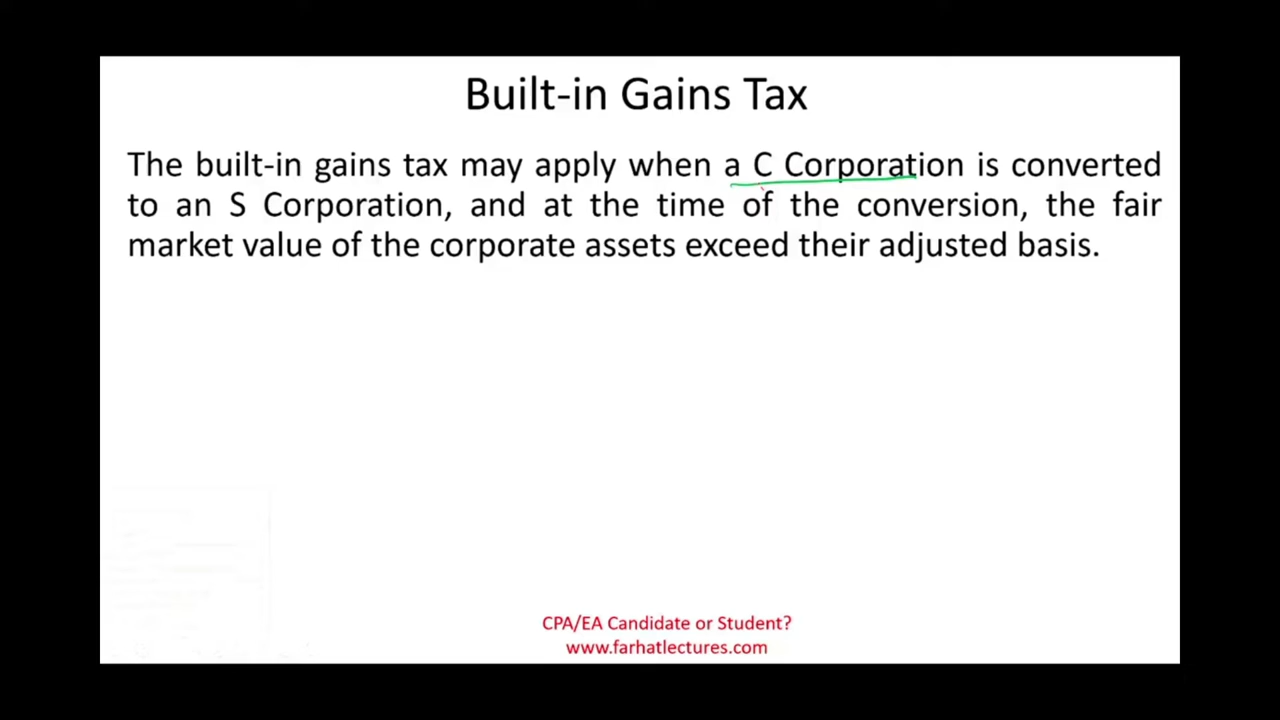 Built-in Gains Tax
The built-in gains tax may apply when a C Corporation is converted
to an S Corporation, and at the time of the conversion, the fair
market value of the corporate assets exceed their adjusted basis.
CPA/EA Candidate or Student?
www.farhatlectures.com